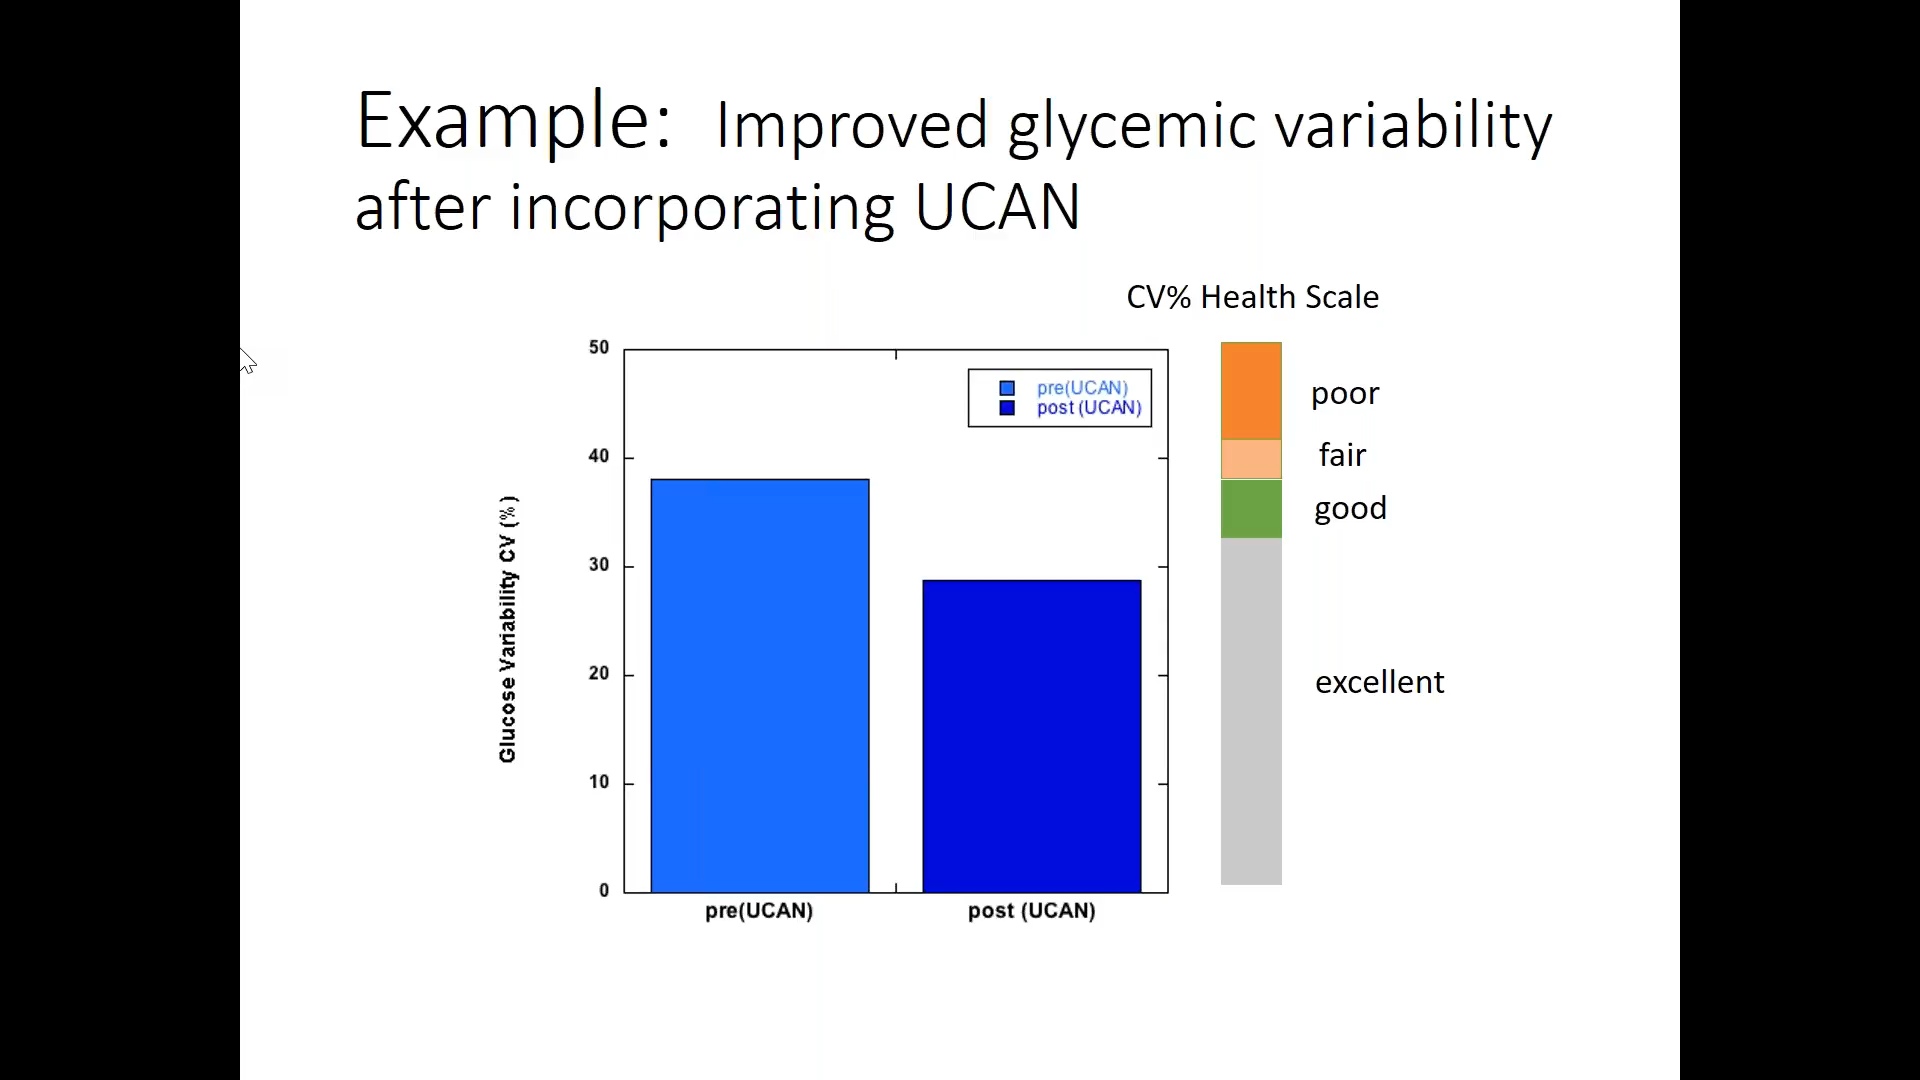 Example: Improved glycemic variability
after incorporating UCAN
CV% Health Scale
50
40
30
20
10
0
Glucose Variability CV (%)
pre(UCAN)
post (UCAN)
pre(UCAN)
post (UCAN)
poor
fair
good
excellent